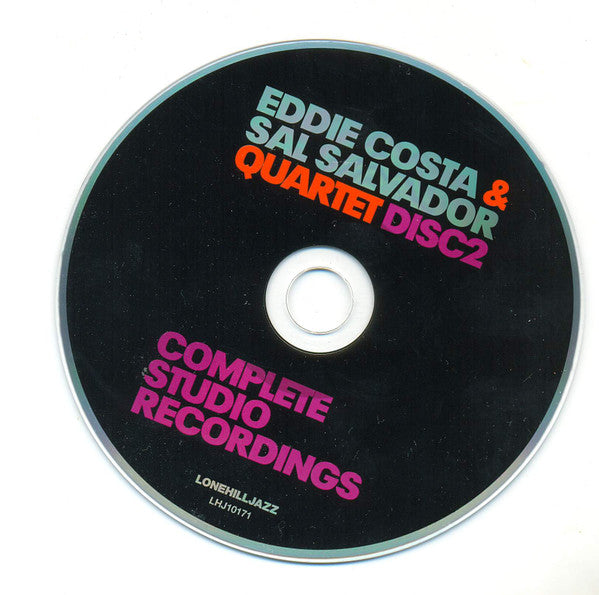 EDDIE COSTA &
SAL SALVADOR
QUARTET DISC2
COMPLETE
STUDIO
RECORDINGS
LONEHILLJAZZ
LHJ10171